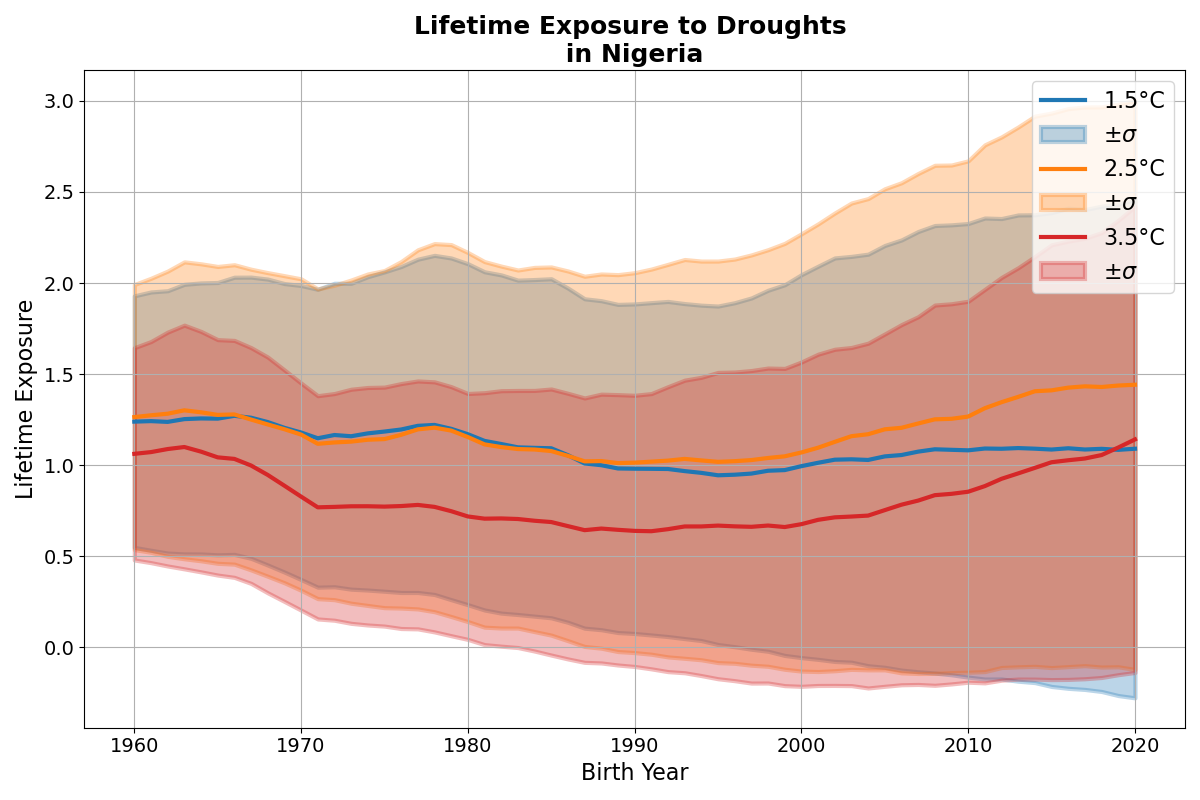 Lifetime Exposure to Droughts
in Nigeria
Lifetime Exposure
3.0
2.5
2.0
1.5
1.0
0.5
0.0
1.5°C
±σ
2.5°C
±σ
3.5°C
±σ
1960 1970 1980 1990 2000 2010 2020
Birth Year